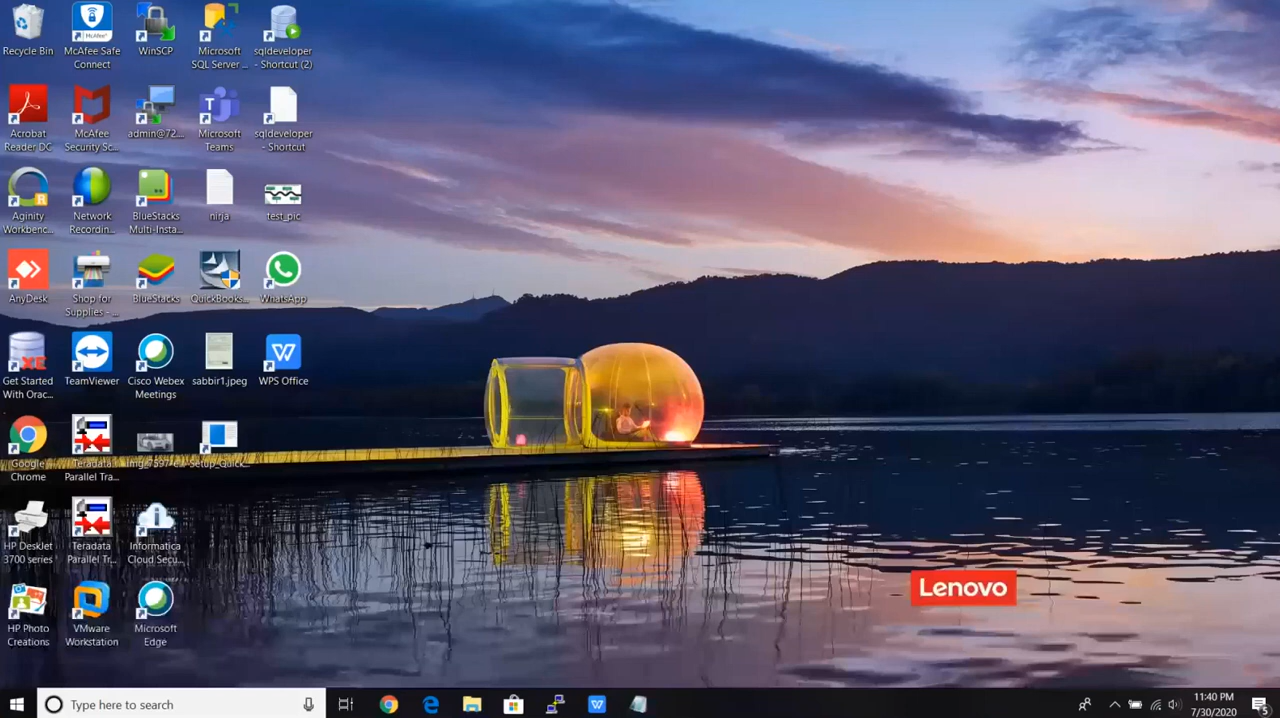 Recycle Bin
McAfee Safe
Connect
WinSCP
Microsoft
SQL Server ...
sqldeveloper
- Shortcut (2)
Acrobat
Reader DC
McAfee
Security Sc...
admin@72....
Microsoft
Teams
sqldeveloper
- Shortcut
Aginity
Workbenc...
Network
Recordin...
BlueStacks
Multi-Insta...
nirja
test_pic
AnyDesk
Shop for
Supplies - ...
BlueStacks
QuickBooks...
WhatsApp
Get Started
With Orac...
TeamViewer
Cisco Webex
Meetings
sabbir1.jpeg
WPS Office
Google
Chrome
Teradata
Parallel Tra...
Setup_Quick...
HP DeskJet
3700 series
Teradata
Parallel Tr...
Informatica
Cloud Secu...
HP Photo
Creations
VMware
Workstation
Microsoft
Edge
Lenovo
Type here to search
11:40 PM
7/30/2020
5